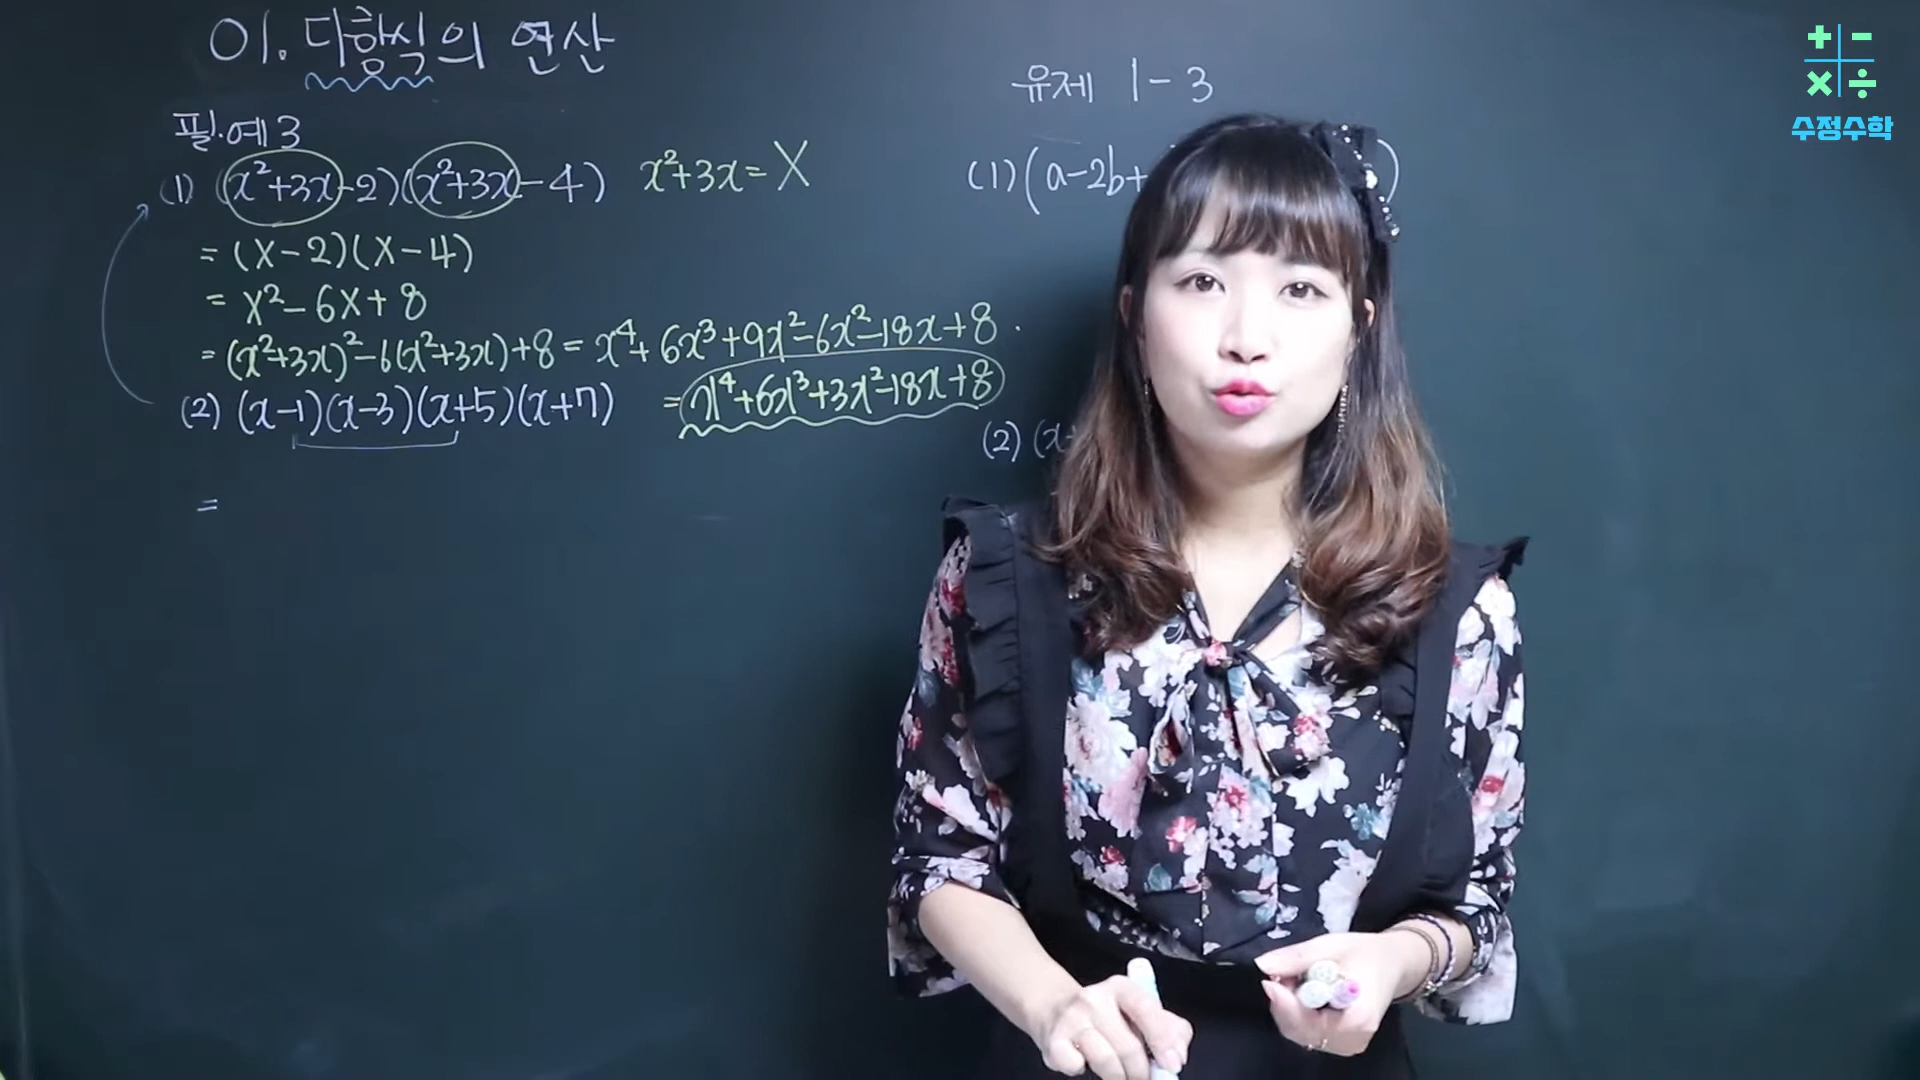 01. 다항식의 연산
필.예 3
(1) (x²+3x-2)(x²+3x-4) x²+3x=X
= (X-2)(X-4)
= X²-6X+8
= (x²+3x)²-6(x²+3x)+8 = x⁴+6x³+9x²-6x²-18x+8.
= x⁴+6x³+3x²-18x+8
(2) (x-1)(x-3)(x+5)(x+7)
=
유제 1-3
(1) (a-2b+ )
(2) (x+
+ -
× ÷
수정수학